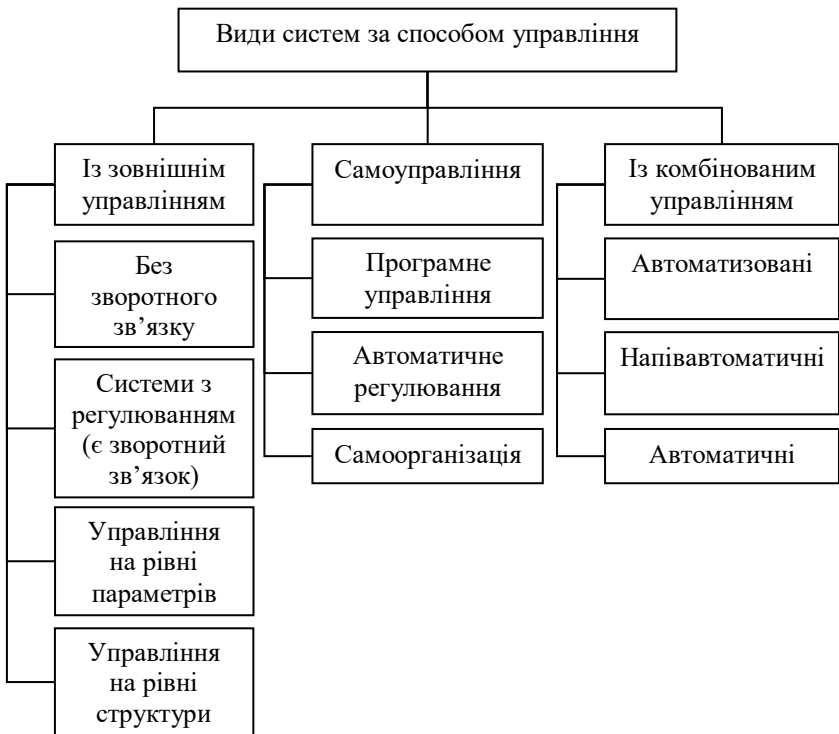 Види систем за способом управління
Із зовнішнім
управлінням
Без
зворотного
зв’язку
Системи з
регулюванням
(є зворотний
зв’язок)
Управління
на рівні
параметрів
Управління
на рівні
структури
Самоуправління
Програмне
управління
Автоматичне
регулювання
Самоорганізація
Із комбінованим
управлінням
Автоматизовані
Напівавтоматичні
Автоматичні